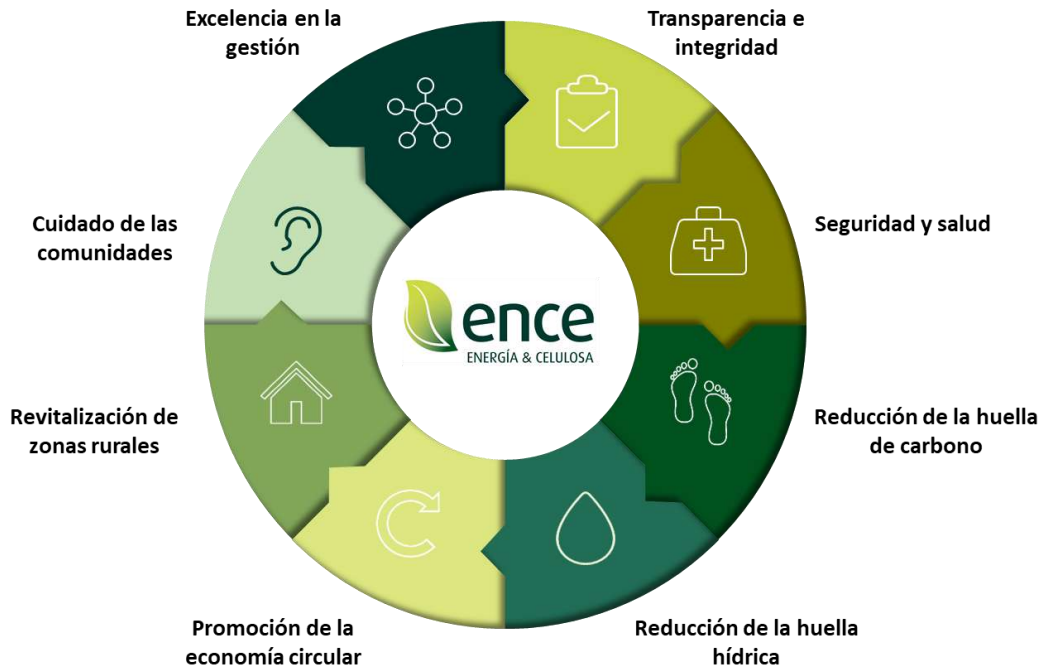 Excelencia en la
gestión
Transparencia e
integridad
Cuidado de las
comunidades
Seguridad y salud
ence
ENERGÍA & CELULOSA
Revitalización de
zonas rurales
Reducción de la huella
de carbono
Promoción de la
economía circular
Reducción de la huella
hídrica